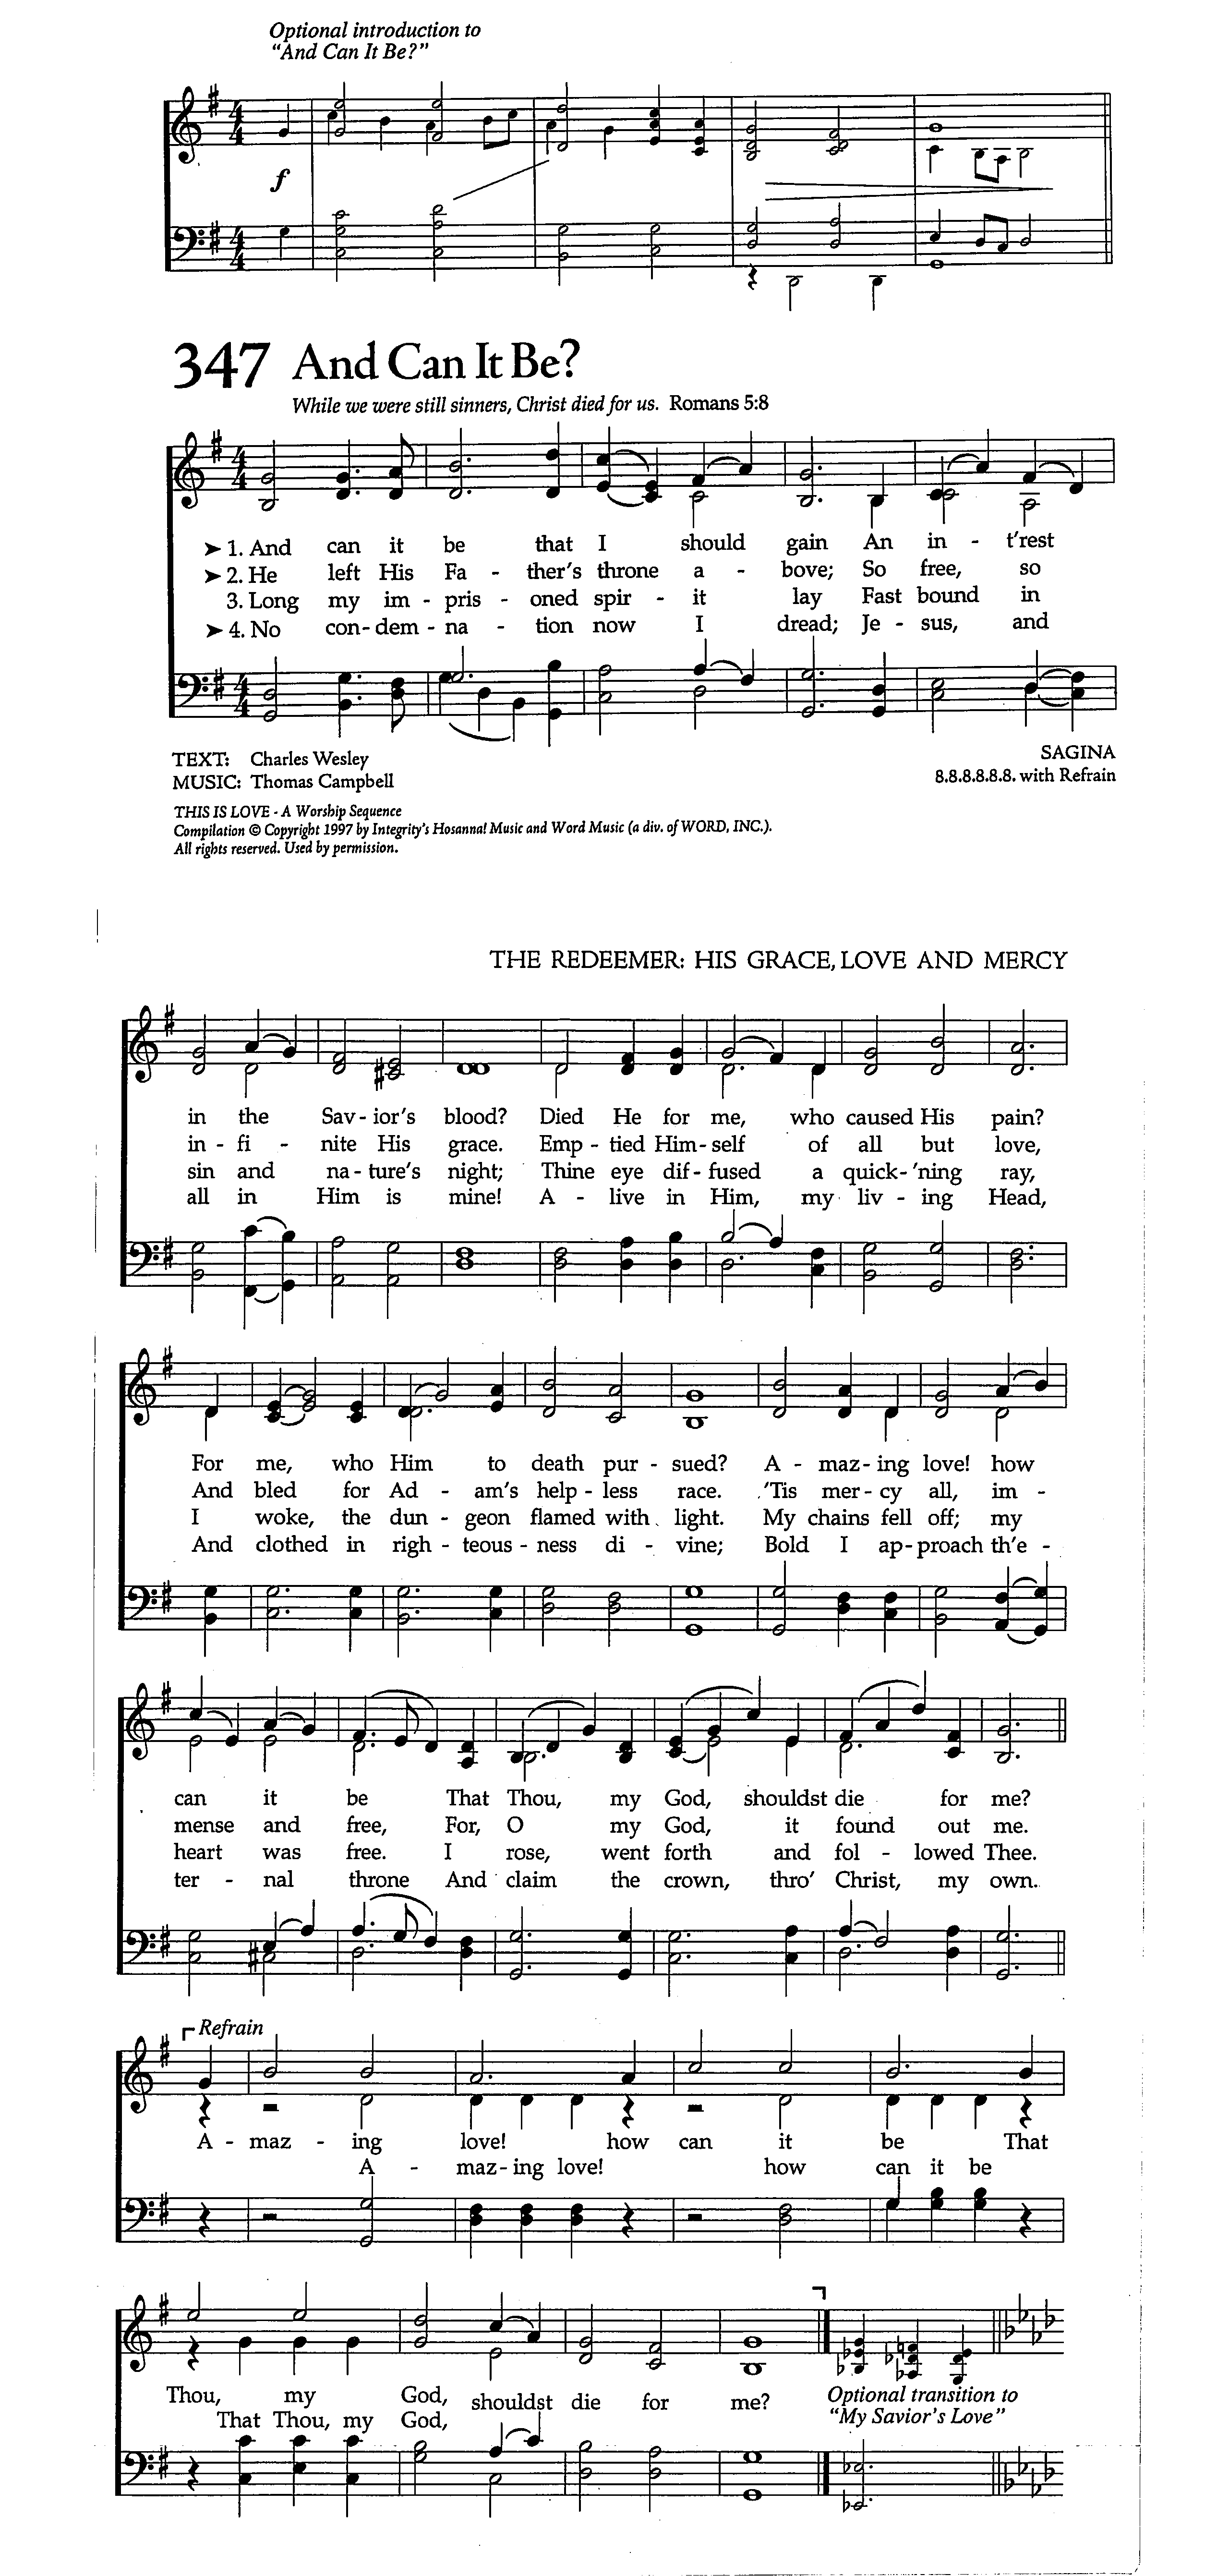 Optional introduction to
"And Can It Be?"
f
347 And Can It Be?
While we were still sinners, Christ died for us. Romans 5:8
➤ 1. And can it be that I should gain An in - t'rest
➤ 2. He left His Fa - ther's throne a - bove; So free, so
3. Long my im - pris - oned spir - it lay Fast bound in
➤ 4. No con - dem - na - tion now I dread; Je - sus, and
TEXT: Charles Wesley
SAGINA
MUSIC: Thomas Campbell
8.8.8.8.8.8. with Refrain
THIS IS LOVE - A Worship Sequence
Compilation © Copyright 1997 by Integrity's Hosanna! Music and Word Music (a div. of WORD, INC.).
All rights reserved. Used by permission.
THE REDEEMER: HIS GRACE, LOVE AND MERCY
in the Sav - ior's blood? Died He for me, who caused His pain?
in - fi - nite His grace. Emp - tied Him - self of all but love,
sin and na - ture's night; Thine eye dif - fused a quick - 'ning ray,
all in Him is mine! A - live in Him, my liv - ing Head,
For me, who Him to death pur - sued? A - maz - ing love! how
And bled for Ad - am's help - less race. 'Tis mer - cy all, im -
I woke, the dun - geon flamed with light. My chains fell off; my
And clothed in righ - teous - ness di - vine; Bold I ap - proach th'e -
can it be That Thou, my God, shouldst die for me?
mense and free, For, O my God, it found out me.
heart was free. I rose, went forth and fol - lowed Thee.
ter - nal throne And claim the crown, thro' Christ, my own.
Refrain
A - maz - ing love! how can it be That
A - maz - ing love! how can it be
Thou, my God, shouldst die for me?
That Thou, my God,
Optional transition to
"My Savior's Love"